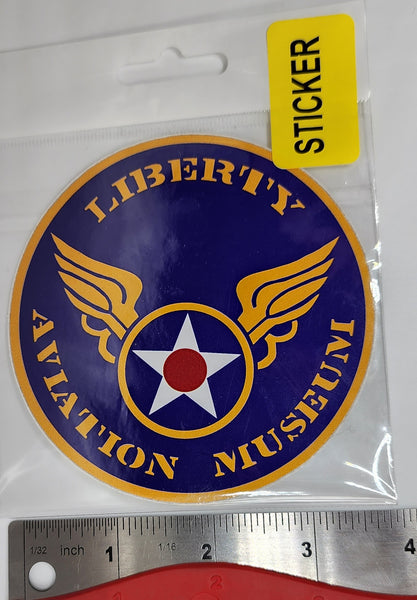 STICKER
LIBERTY
AVIATION MUSEUM
1/32 inch 1 1/16 2 3 4